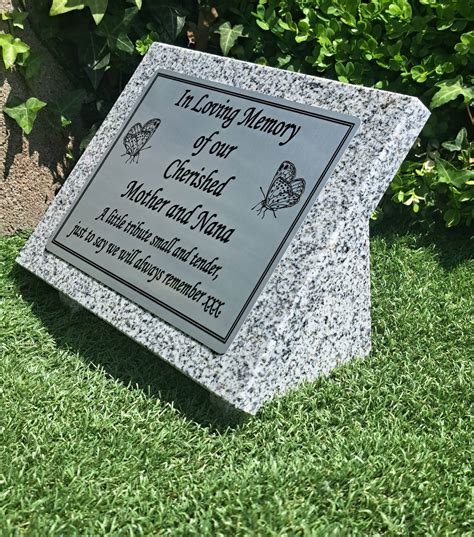 In Loving Memory
of our
Cherished
Mother and Nana
A little tribute small and tender,
just to say we will always remember xxx